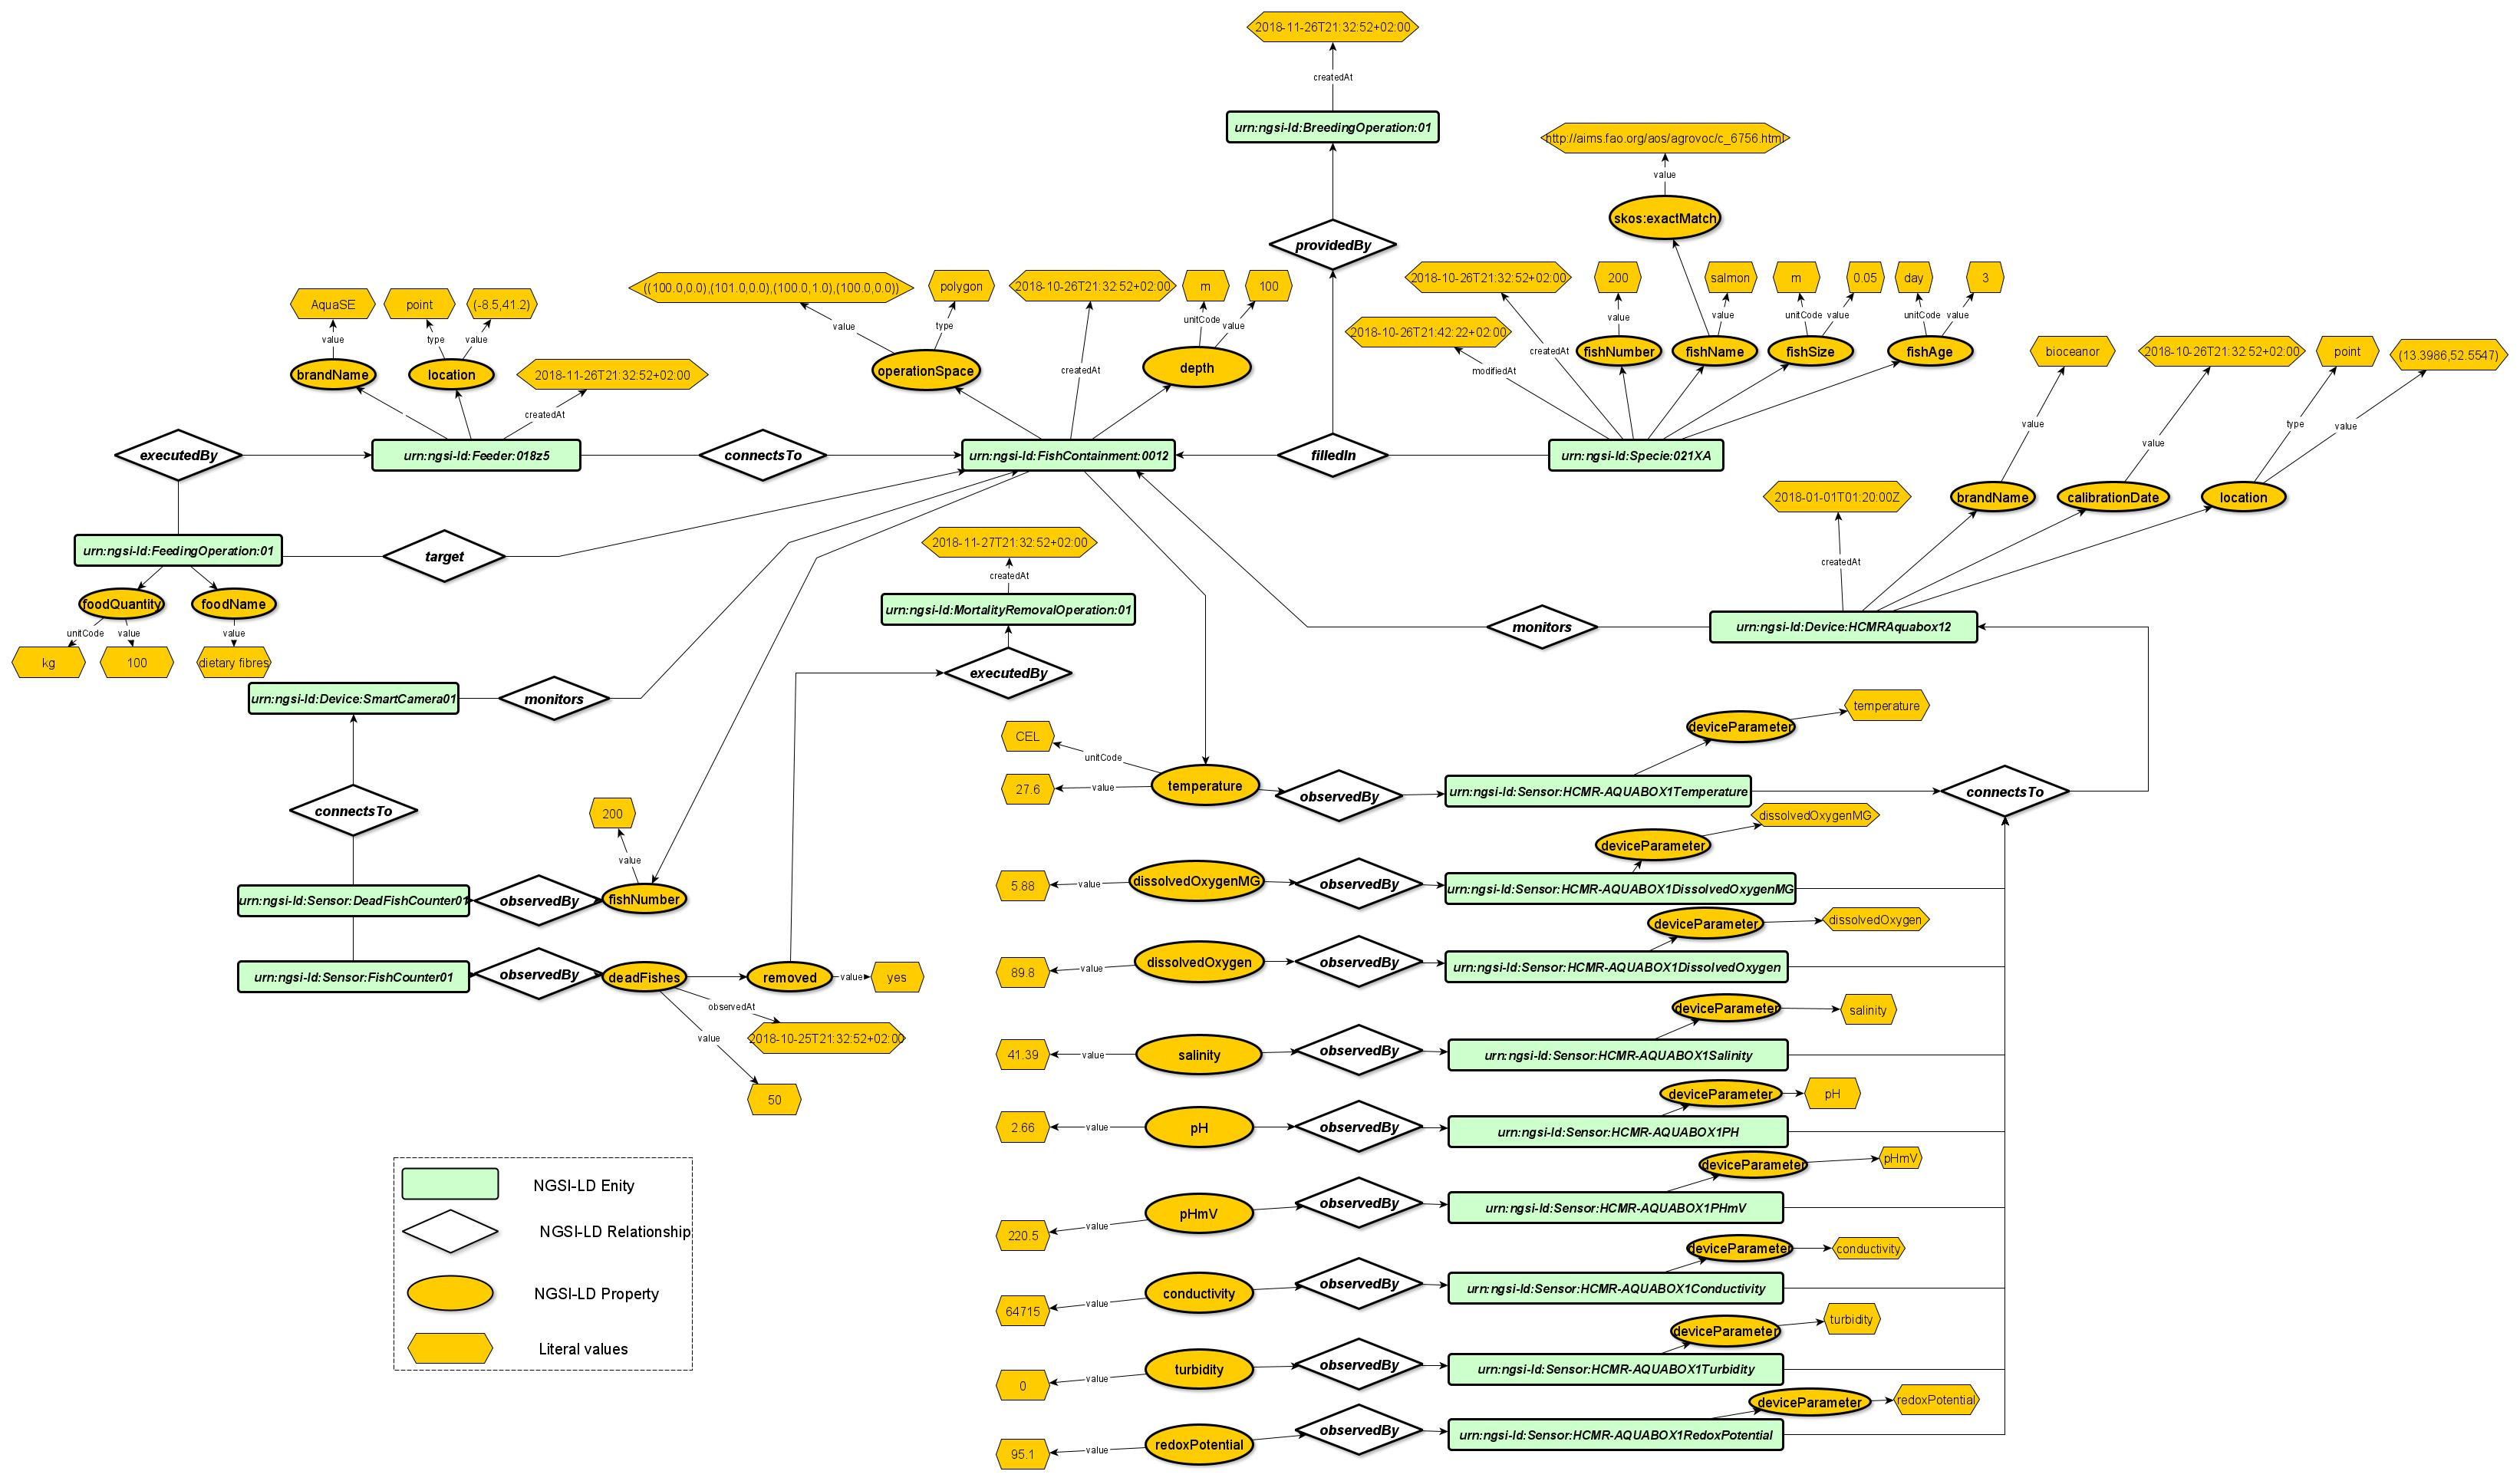 2018-11-26T21:32:52+02:00
createdAt
urn:ngsi-ld:BreedingOperation:01
http://aims.fao.org/aos/agrovoc/c_6756.html
value
skos:exactMatch
providedBy
AquaSE
point
(-8.5,41.2)
value
type
value
brandName
location
2018-11-26T21:32:52+02:00
createdAt
((100.0,0.0),(101.0,0.0),(100.0,1.0),(100.0,0.0))
polygon
2018-10-26T21:32:52+02:00
m
100
value
type
createdAt
unitCode
value
operationSpace
depth
2018-10-26T21:32:52+02:00
200
salmon
m
0.05
day
3
2018-10-26T21:42:22+02:00
value
value
unitCode
value
unitCode
value
createdAt
modifiedAt
fishNumber
fishName
fishSize
fishAge
bioceanor
2018-10-26T21:32:52+02:00
point
(13.3986,52.5547)
value
value
type
value
executedBy
urn:ngsi-ld:Feeder:018z5
connectsTo
urn:ngsi-ld:FishContainment:0012
filledIn
urn:ngsi-ld:Specie:021XA
2018-01-01T01:20:00Z
brandName
calibrationDate
location
createdAt
urn:ngsi-ld:FeedingOperation:01
target
2018-11-27T21:32:52+02:00
createdAt
foodQuantity
foodName
unitCode
value
value
kg
100
dietary fibres
urn:ngsi-ld:MortalityRemovalOperation:01
executedBy
monitors
urn:ngsi-ld:Device:HCMRAquabox12
urn:ngsi-ld:Device:SmartCamera01
monitors
connectsTo
200
value
urn:ngsi-ld:Sensor:DeadFishCounter01
observedBy
fishNumber
urn:ngsi-ld:Sensor:FishCounter01
observedBy
deadFishes
removed
value
yes
observedAt
2018-10-25T21:32:52+02:00
value
50
CEL
unitCode
27.6
value
temperature
observedBy
urn:ngsi-ld:Sensor:HCMR-AQUABOX1Temperature
deviceParameter
temperature
connectsTo
5.88
value
dissolvedOxygenMG
observedBy
urn:ngsi-ld:Sensor:HCMR-AQUABOX1DissolvedOxygenMG
deviceParameter
dissolvedOxygenMG
89.8
value
dissolvedOxygen
observedBy
urn:ngsi-ld:Sensor:HCMR-AQUABOX1DissolvedOxygen
deviceParameter
dissolvedOxygen
41.39
value
salinity
observedBy
urn:ngsi-ld:Sensor:HCMR-AQUABOX1Salinity
deviceParameter
salinity
2.66
value
pH
observedBy
urn:ngsi-ld:Sensor:HCMR-AQUABOX1PH
deviceParameter
pH
220.5
value
pHmV
observedBy
urn:ngsi-ld:Sensor:HCMR-AQUABOX1PHmV
deviceParameter
pHmV
64715
value
conductivity
observedBy
urn:ngsi-ld:Sensor:HCMR-AQUABOX1Conductivity
deviceParameter
conductivity
0
value
turbidity
observedBy
urn:ngsi-ld:Sensor:HCMR-AQUABOX1Turbidity
deviceParameter
turbidity
95.1
value
redoxPotential
observedBy
urn:ngsi-ld:Sensor:HCMR-AQUABOX1RedoxPotential
deviceParameter
redoxPotential
NGSI-LD Enity
NGSI-LD Relationship
NGSI-LD Property
Literal values